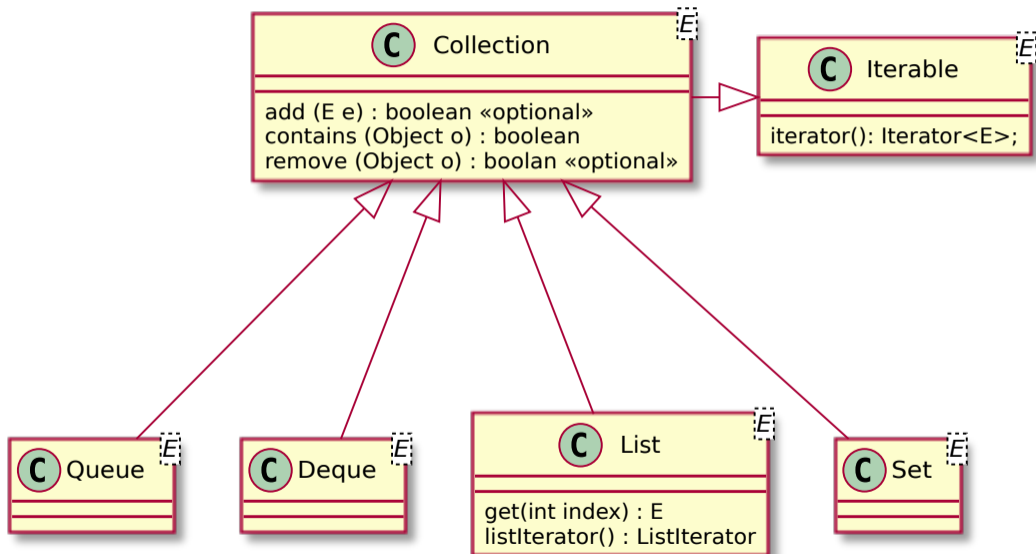 C Collection E
add (E e) : boolean «optional»
contains (Object o) : boolean
remove (Object o) : boolan «optional»
C Iterable E
iterator(): Iterator<E>;
C Queue E
C Deque E
C List E
get(int index) : E
listIterator() : ListIterator
C Set E